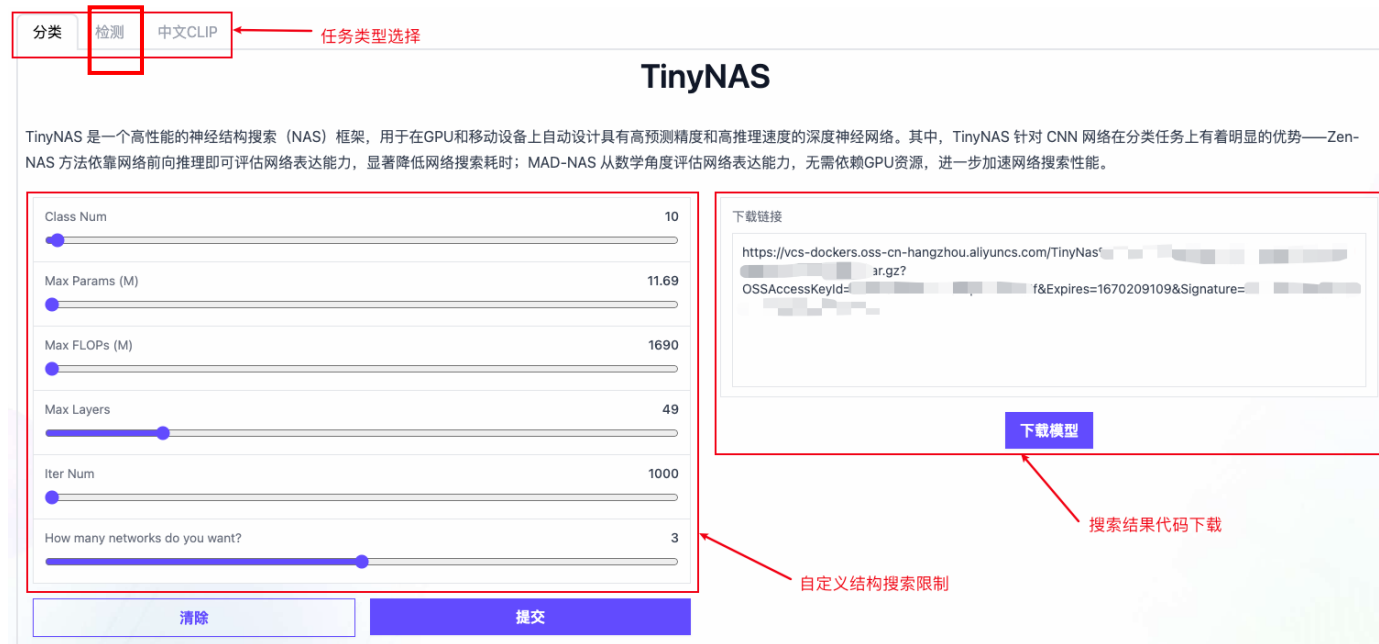 分类 检测 中文CLIP
任务类型选择
TinyNAS
TinyNAS 是一个高性能的神经结构搜索（NAS）框架，用于在GPU和移动设备上自动设计具有高预测精度和高推理速度的深度神经网络。其中，TinyNAS 针对 CNN 网络在分类任务上有着明显的优势——Zen-
NAS 方法依靠网络前向推理即可评估网络表达能力，显著降低网络搜索耗时；MAD-NAS 从数学角度评估网络表达能力，无需依赖GPU资源，进一步加速网络搜索性能。
Class Num 10
Max Params (M) 11.69
Max FLOPs (M) 1690
Max Layers 49
Iter Num 1000
How many networks do you want? 3
清除 提交
下载链接
https://vcs-dockers.oss-cn-hangzhou.aliyuncs.com/TinyNas
ar.gz?
OSSAccessKeyId= f&Expires=1670209109&Signature=
下载模型
搜索结果代码下载
自定义结构搜索限制